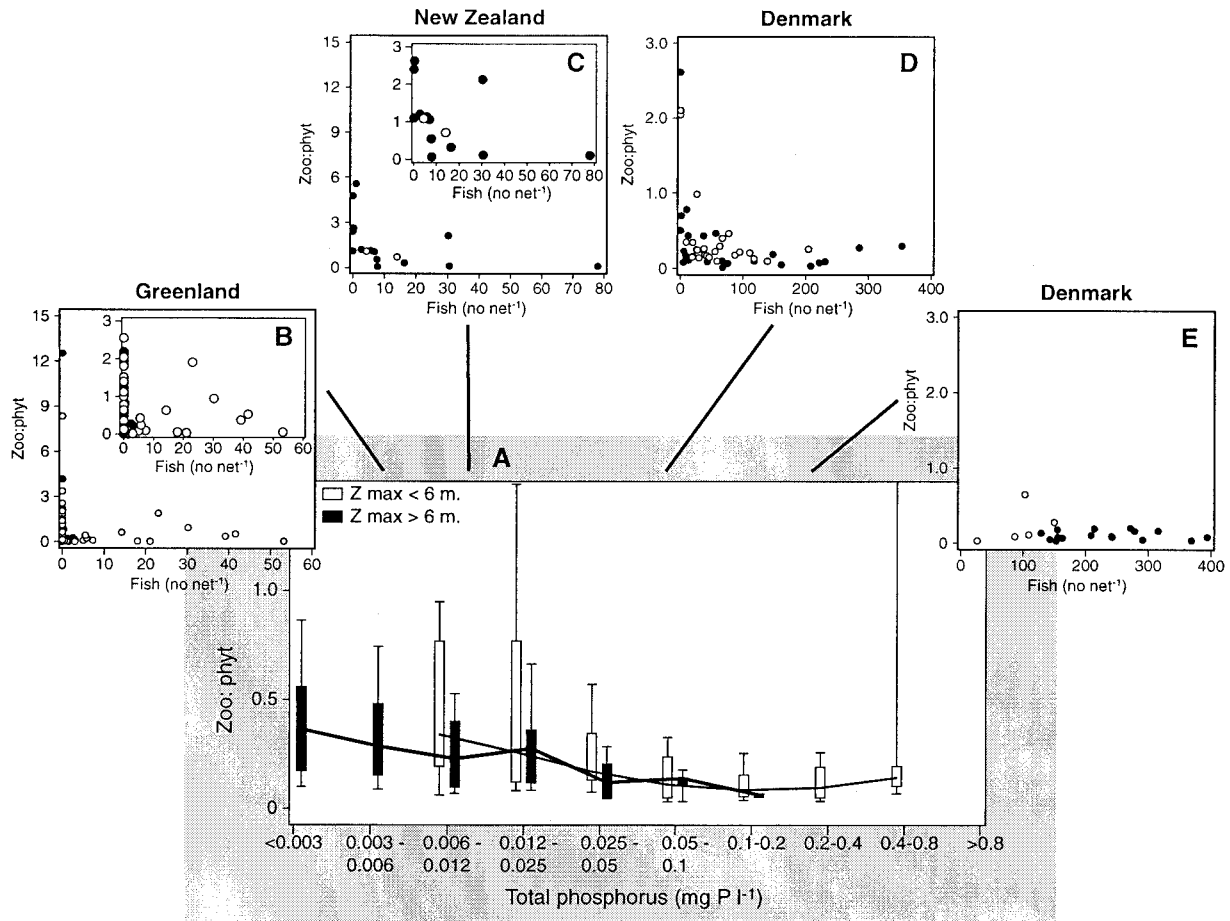 New Zealand
15
12
9
6
3
0
Zoo:phyt
0 10 20 30 40 50 60 70 80
Fish (no net⁻¹)
C
3
2
1
0
0 10 20 30 40 50 60 70 80
Fish (no net⁻¹)
Denmark
3.0
2.0
1.0
0
Zoo:phyt
D
0 100 200 300 400
Fish (no net⁻¹)
Greenland
15
12
9
6
3
0
Zoo:phyt
0 10 20 30 40 50 60
Fish (no net⁻¹)
B
3
2
1
0
0 10 20 30 40 50 60
Fish (no net⁻¹)
Denmark
3.0
2.0
1.0
0
Zoo:phyt
E
100 200 300 400
Fish (no net⁻¹)
A
Z max < 6 m.
Z max > 6 m.
1.0
0.5
0
Zoo: phyt
<0.003 0.003 - 0.006 - 0.012 - 0.025 - 0.05 - 0.1-0.2 0.2-0.4 0.4-0.8 >0.8
0.006 0.012 0.025 0.05 0.1
Total phosphorus (mg P l⁻¹)